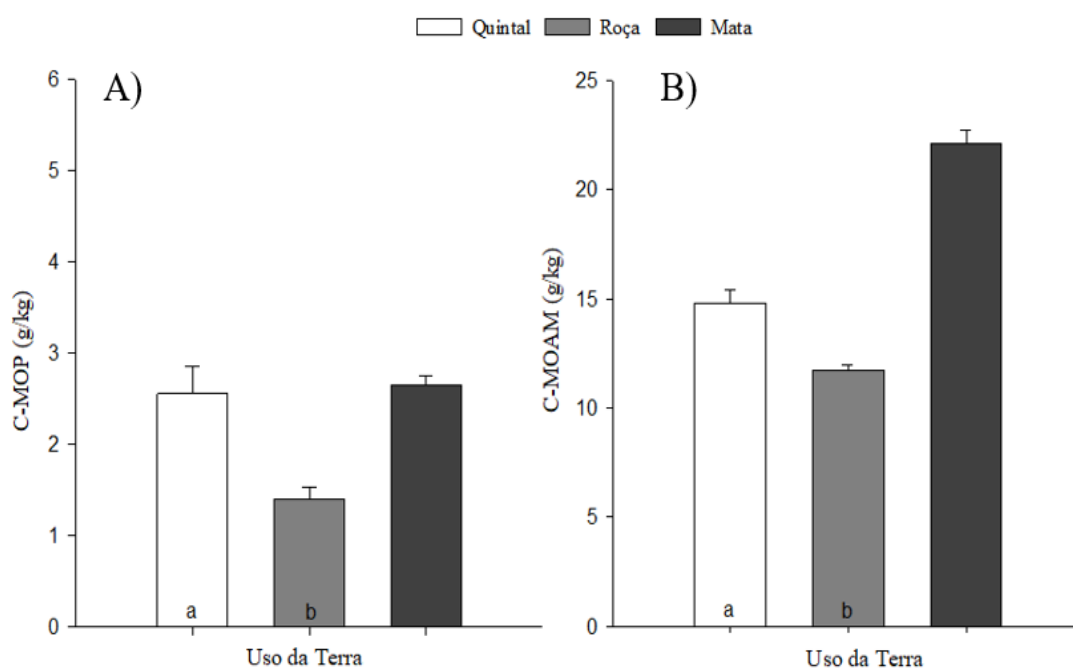 Quintal Roça Mata
A)
6
5
4
3
2
1
0
C-MOP (g/kg)
a
b
Uso da Terra
B)
25
20
15
10
5
0
C-MOAM (g/kg)
a
b
Uso da Terra